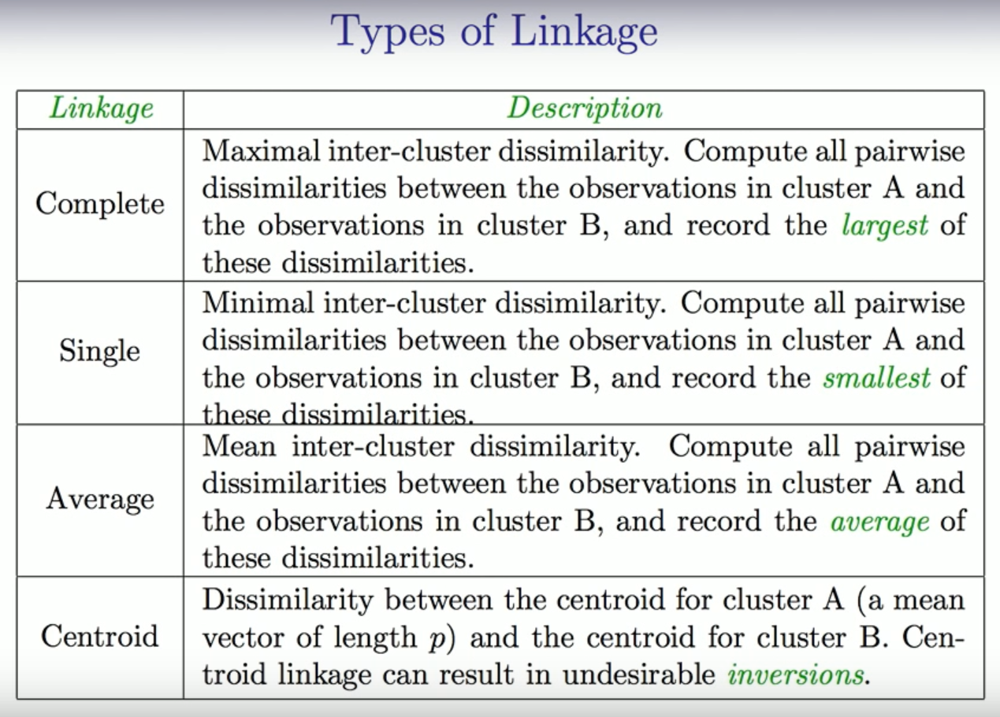 Types of Linkage
Linkage
Description
Complete
Maximal inter-cluster dissimilarity. Compute all pairwise
dissimilarities between the observations in cluster A and
the observations in cluster B, and record the largest of
these dissimilarities.
Single
Minimal inter-cluster dissimilarity. Compute all pairwise
dissimilarities between the observations in cluster A and
the observations in cluster B, and record the smallest of
these dissimilarities.
Average
Mean inter-cluster dissimilarity. Compute all pairwise
dissimilarities between the observations in cluster A and
the observations in cluster B, and record the average of
these dissimilarities.
Centroid
Dissimilarity between the centroid for cluster A (a mean
vector of length p) and the centroid for cluster B. Cen-
troid linkage can result in undesirable inversions.